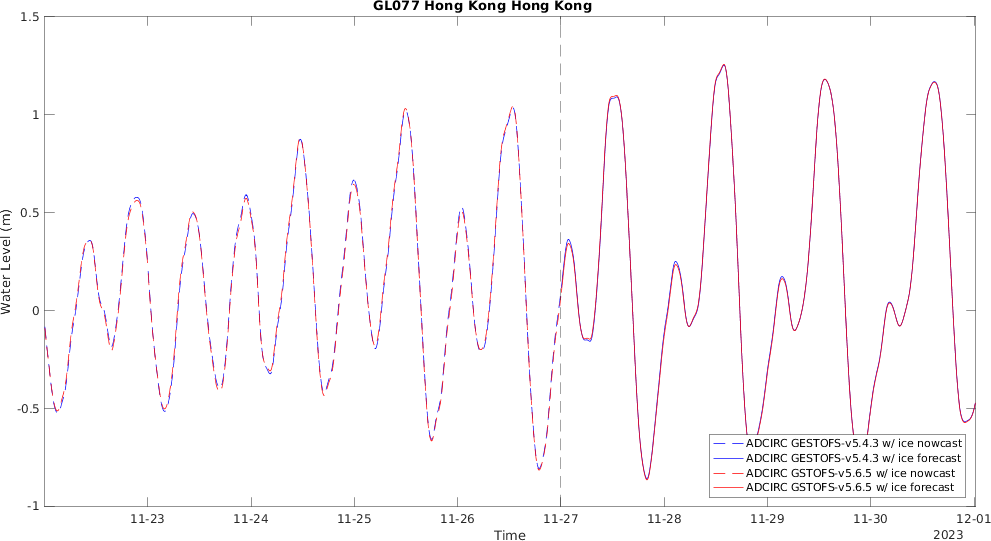 GL077 Hong Kong Hong Kong
1.5
1
0.5
0
-0.5
-1
Water Level (m)
11-23
11-24
11-25
11-26
11-27
11-28
11-29
11-30
12-01
Time
2023
ADCIRC GESTOFS-v5.4.3 w/ ice nowcast
ADCIRC GESTOFS-v5.4.3 w/ ice forecast
ADCIRC GSTOFS-v5.6.5 w/ ice nowcast
ADCIRC GSTOFS-v5.6.5 w/ ice forecast